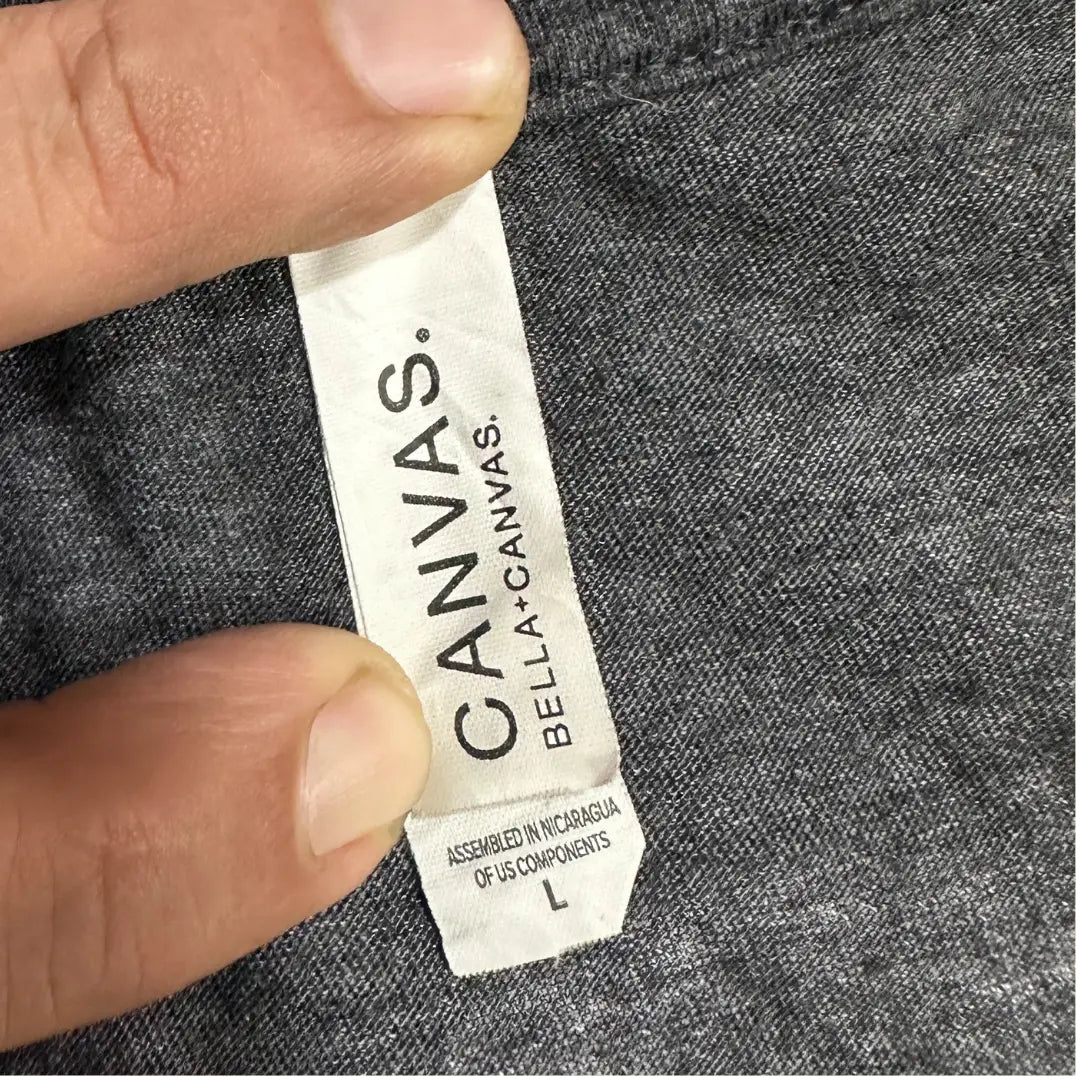 CANVAS.®
BELLA+CANVAS.
ASSEMBLED IN NICARAGUA
OF US COMPONENTS
L